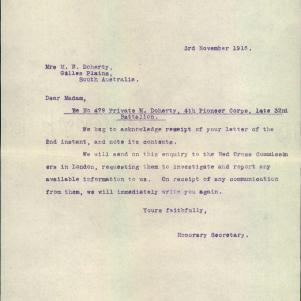 3rd November 1916.
Mrs M. E. Doherty,
Gilles Plains,
South Australia.
Dear Madam,
We No 479 Private M. Doherty, 4th Pioneer Corps, late 32nd
Battalion.
We beg to acknowledge receipt of your letter of the
2nd instant, and note its contents.
We will send on this enquiry to the Red Cross Commission
ers in London, requesting them to investigate and report any
available information to us. On receipt of any communication
from them, we will immediately write you again.
Yours faithfully,
Honorary Secretary.